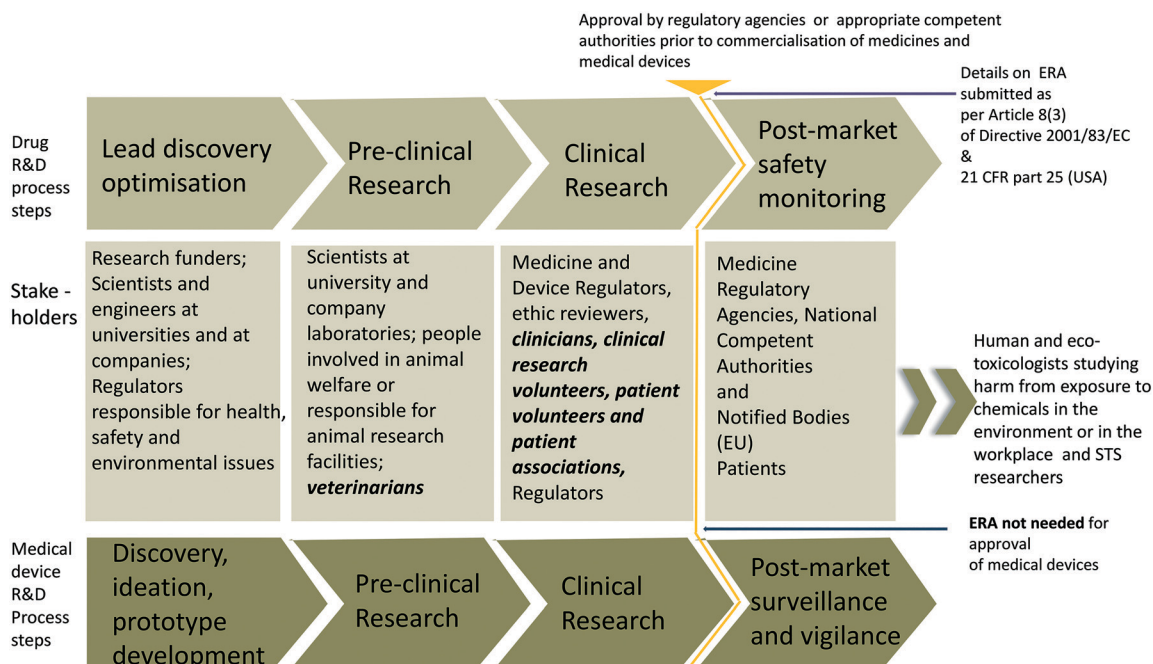 Approval by regulatory agencies or appropriate competent
authorities prior to commercialisation of medicines and
medical devices
Details on ERA
submitted as
per Article 8(3)
of Directive 2001/83/EC
&
21 CFR part 25 (USA)
Drug
R&D
process
steps
Lead discovery
optimisation
Pre-clinical
Research
Clinical
Research
Post-market
safety
monitoring
Stake -
holders
Research funders;
Scientists and
engineers at
universities and at
companies;
Regulators
responsible for health,
safety and
environmental issues
Scientists at
university and
company
laboratories; people
involved in animal
welfare or
responsible for
animal research
facilities;
veterinarians
Medicine and
Device Regulators,
ethic reviewers,
clinicians, clinical
research
volunteers, patient
volunteers and
patient
associations,
Regulators
Medicine
Regulatory
Agencies, National
Competent
Authorities
and
Notified Bodies
(EU)
Patients
Human and eco-
toxicologists studying
harm from exposure to
chemicals in the
environment or in the
workplace and STS
researchers
ERA not needed for
approval
of medical devices
Medical
device
R&D
Process
steps
Discovery,
ideation,
prototype
development
Pre-clinical
Research
Clinical
Research
Post-market
surveillance
and vigilance